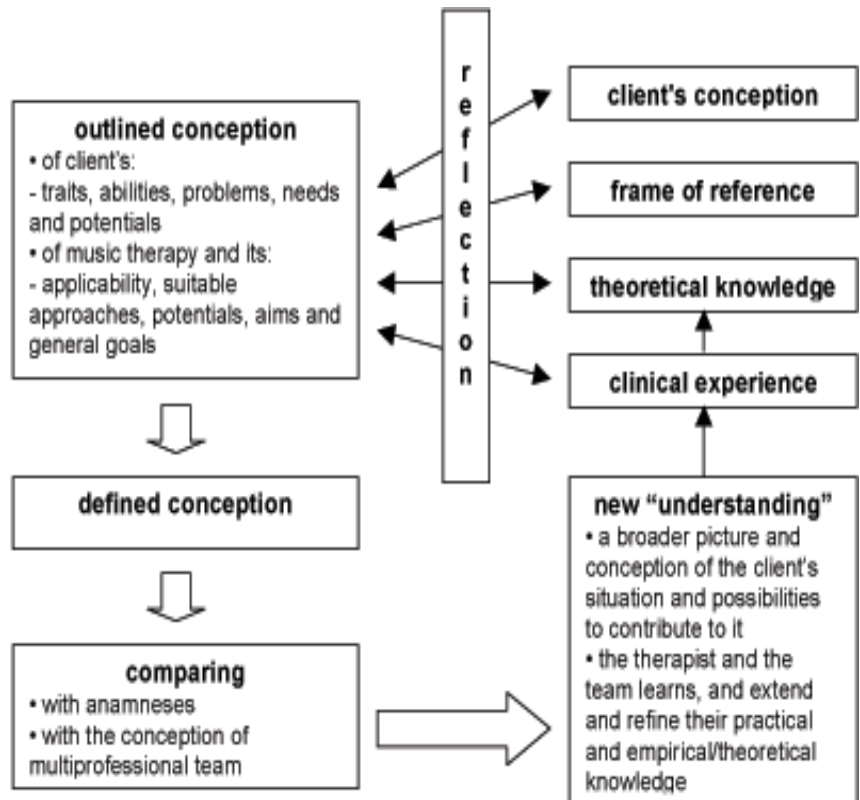 outlined conception
• of client's:
- traits, abilities, problems, needs
and potentials
• of music therapy and its:
- applicability, suitable
approaches, potentials, aims and
general goals
defined conception
comparing
• with anamneses
• with the conception of
multiprofessional team
reflection
client's conception
frame of reference
theoretical knowledge
clinical experience
new “understanding”
• a broader picture and
conception of the client's
situation and possibilities
to contribute to it
• the therapist and the
team learns, and extend
and refine their practical
and empirical/theoretical
knowledge